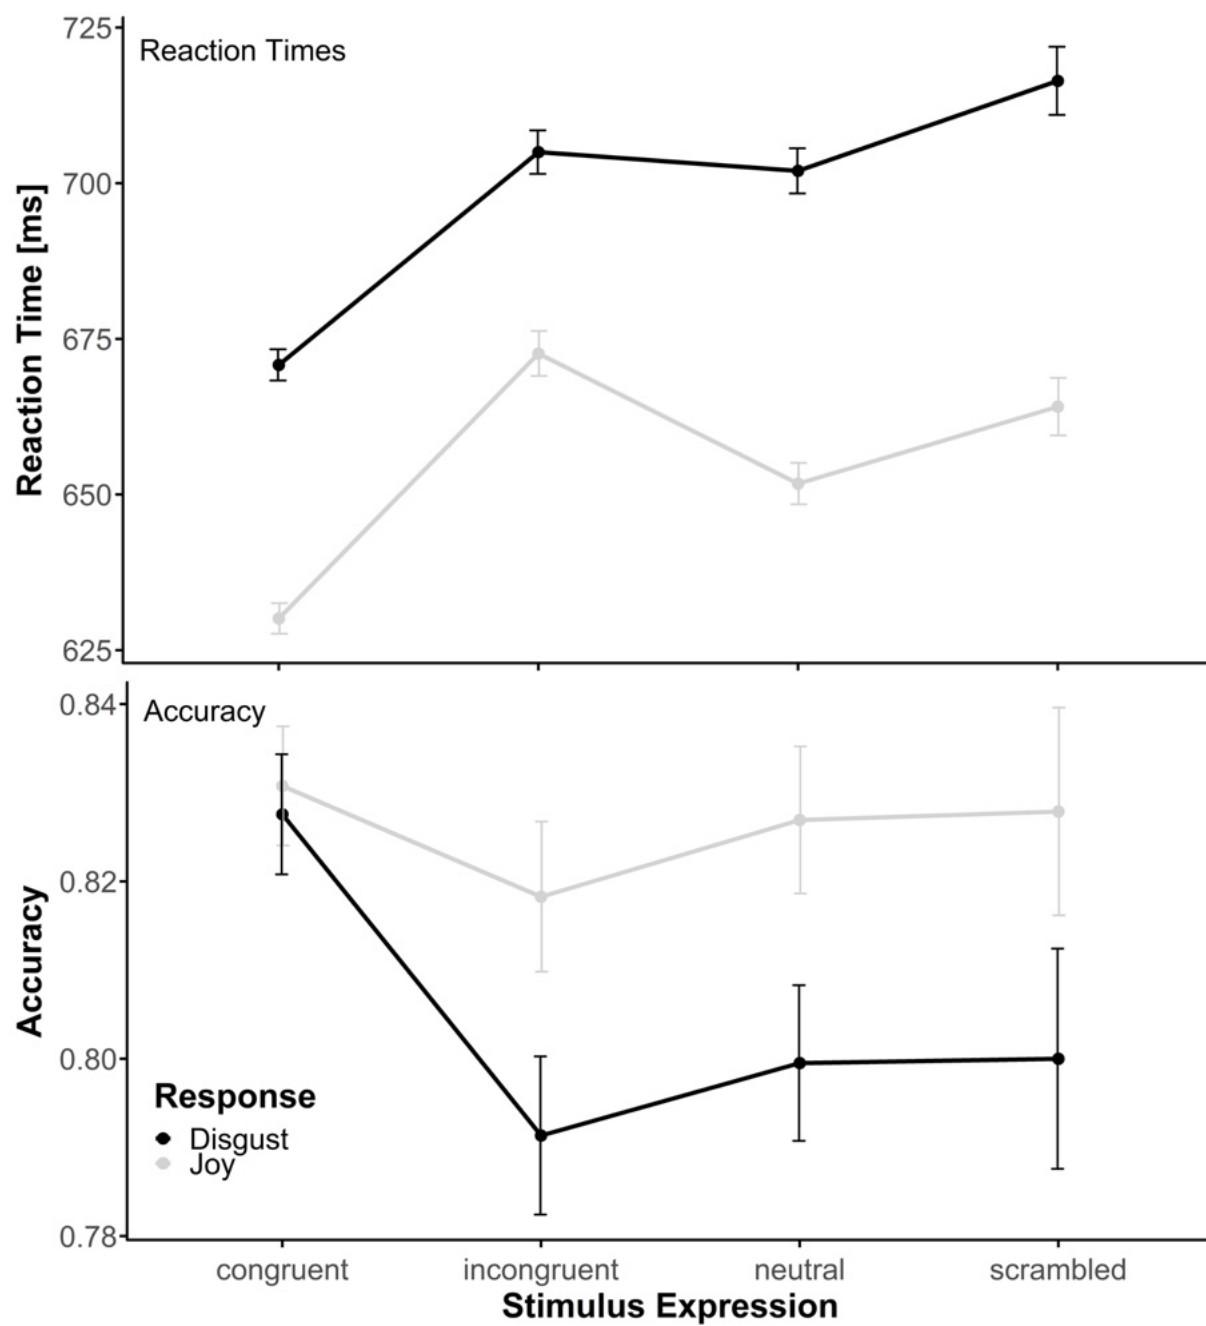 725
Reaction Times
700
675
650
625
Reaction Time [ms]
0.84
Accuracy
0.82
0.80
0.78
Accuracy
Response
Disgust
Joy
congruent incongruent neutral scrambled
Stimulus Expression